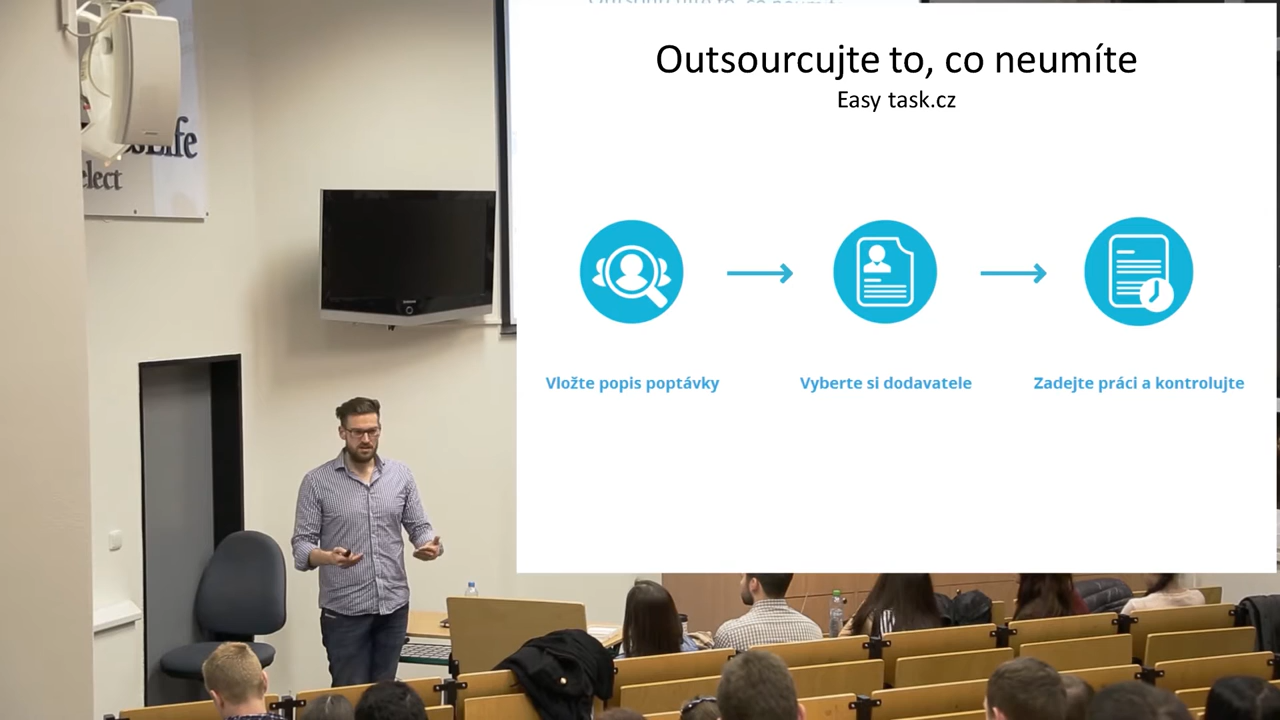 Outsourcujte to, co neumíte
Easy task.cz
Vložte popis poptávky
Vyberte si dodavatele
Zadejte práci a kontrolujte